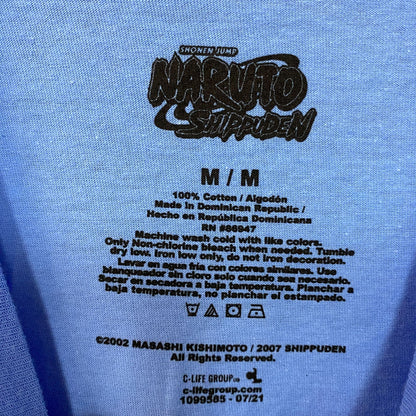 SHONEN JUMP
NARUTO
SHIPPUDEN
M / M
100% Cotton / Algodón
Made in Dominican Republic /
Hecho en República Dominicana
RN #86947
Machine wash cold with like colors.
Only Non-chlorine bleach when needed. Tumble
dry low. Iron low only, do not iron decoration.
Lavar en agua fria con colores similares. Use
blanqueador sin cloro solo cuando sea necesario.
Secar en secadora a baja temperatura. Planchar a
baja temperatura, no planchar el estampado.
©2002 MASASHI KISHIMOTO / 2007 SHIPPUDEN
All Rights Reserved.
C-LIFE GROUP
c-lifegroup.com
1099585 - 07/21